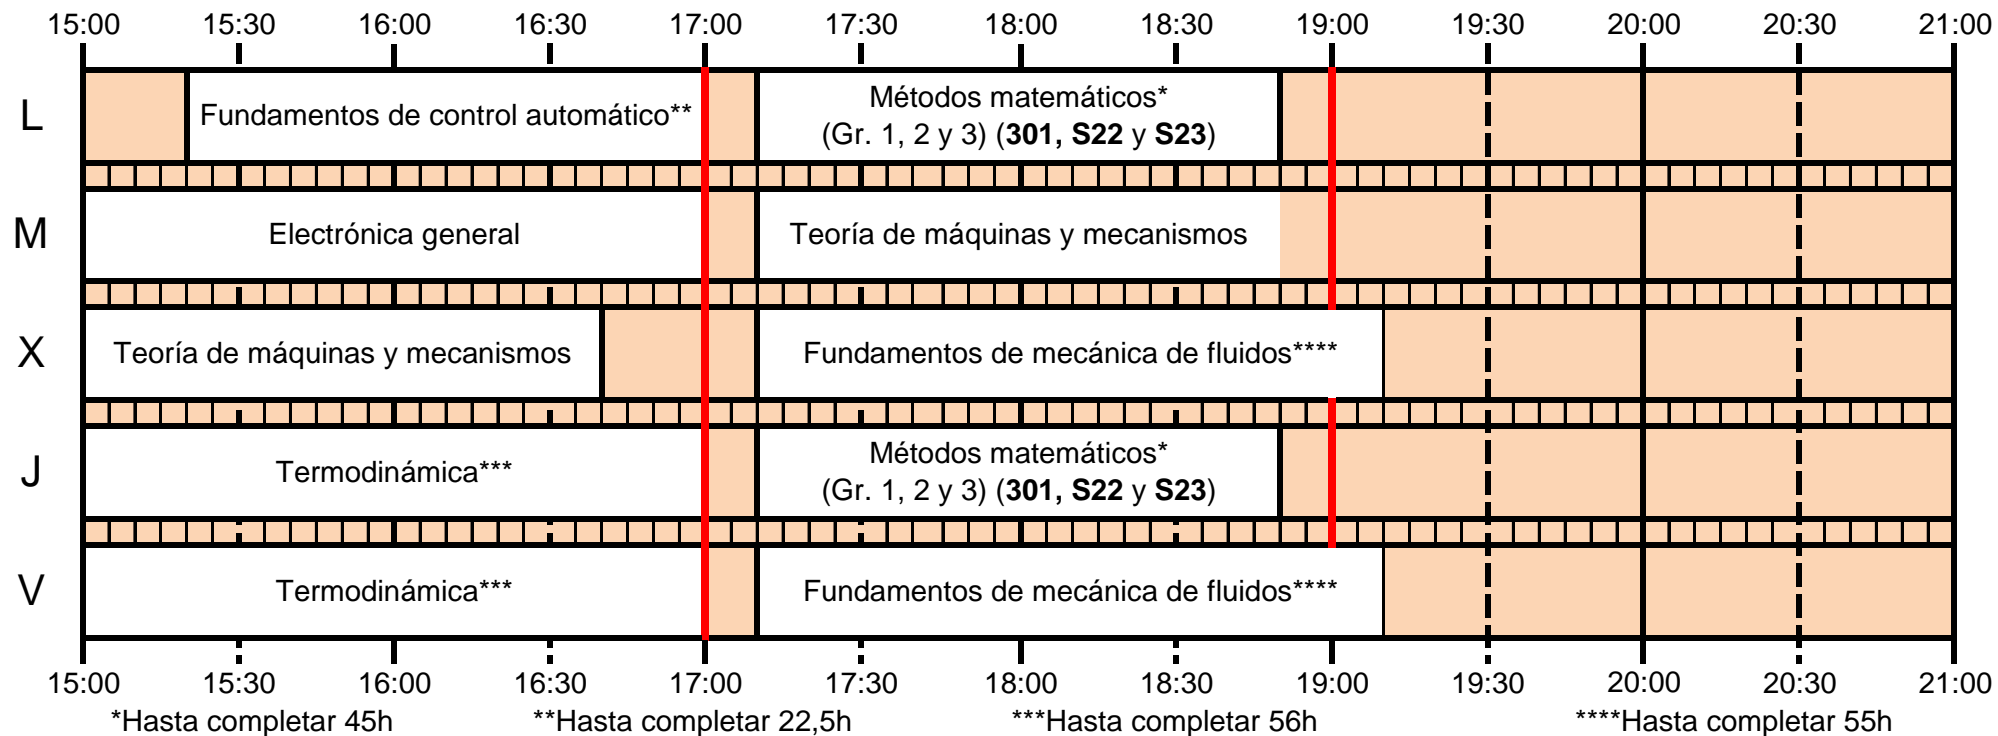 15:00 15:30 16:00 16:30 17:00 17:30 18:00 18:30 19:00 19:30 20:00 20:30 21:00
L
Fundamentos de control automático**
Métodos matemáticos*
(Gr. 1, 2 y 3) (301, S22 y S23)
M
Electrónica general
Teoría de máquinas y mecanismos
X
Teoría de máquinas y mecanismos
Fundamentos de mecánica de fluidos****
J
Termodinámica***
Métodos matemáticos*
(Gr. 1, 2 y 3) (301, S22 y S23)
V
Termodinámica***
Fundamentos de mecánica de fluidos****
15:00 15:30 16:00 16:30 17:00 17:30 18:00 18:30 19:00 19:30 20:00 20:30 21:00
*Hasta completar 45h **Hasta completar 22,5h ***Hasta completar 56h ****Hasta completar 55h